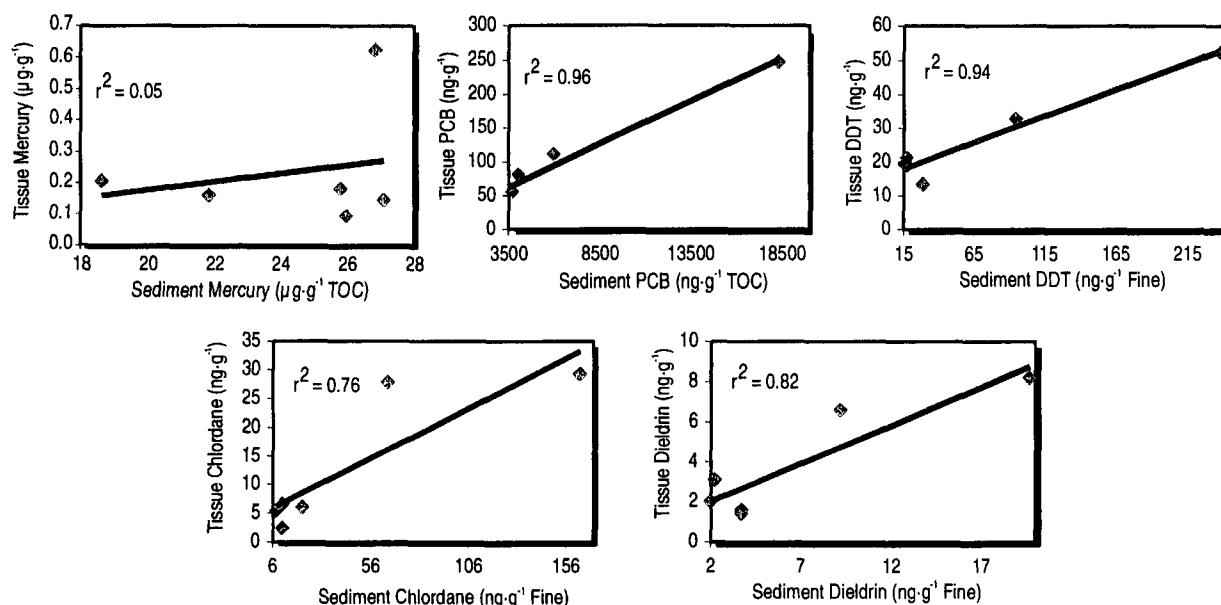 Tissue Mercury (µg·g⁻¹)
0.7
0.6
0.5
0.4
0.3
0.2
0.1
0.0
r² = 0.05
18 20 22 24 26 28
Sediment Mercury (µg·g⁻¹ TOC)
Tissue PCB (ng·g⁻¹)
300
250
200
150
100
50
0
r² = 0.96
3500 8500 13500 18500
Sediment PCB (ng·g⁻¹ TOC)
Tissue DDT (ng·g⁻¹)
60
50
40
30
20
10
0
r² = 0.94
15 65 115 165 215
Sediment DDT (ng·g⁻¹ Fine)
Tissue Chlordane (ng·g⁻¹)
35
30
25
20
15
10
5
0
r² = 0.76
6 56 106 156
Sediment Chlordane (ng·g⁻¹ Fine)
Tissue Dieldrin (ng·g⁻¹)
10
8
6
4
2
0
r² = 0.82
2 7 12 17
Sediment Dieldrin (ng·g⁻¹ Fine)